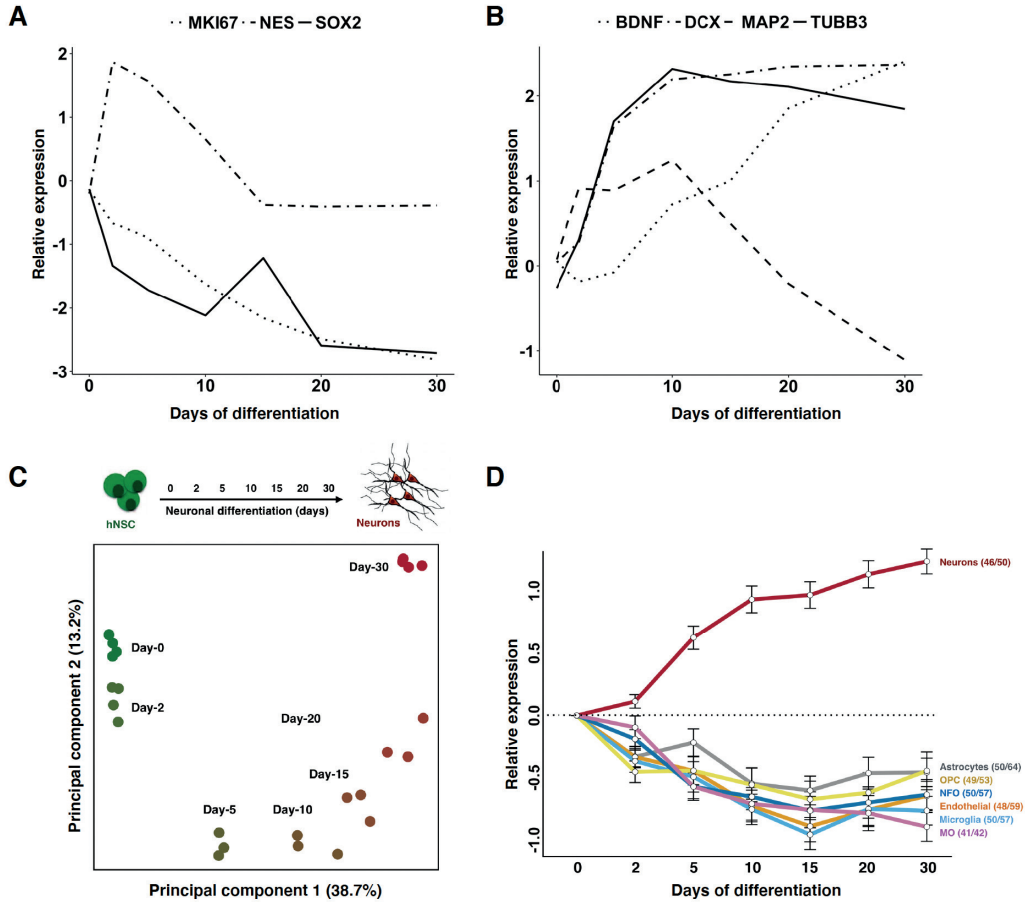 A
MKI67 NES SOX2
Relative expression
2
1
0
-1
-2
-3
0 10 20 30
Days of differentiation
B
BDNF DCX MAP2 TUBB3
Relative expression
2
1
0
-1
0 10 20 30
Days of differentiation
C
0 2 5 10 15 20 30
Neuronal differentiation (days)
hNSC
Neurons
Principal component 2 (13.2%)
Day-30
Day-0
Day-2
Day-20
Day-15
Day-5
Day-10
Principal component 1 (38.7%)
D
Relative expression
1.0
0.5
0.0
-0.5
-1.0
Neurons (46/50)
Astrocytes (50/64)
OPC (49/53)
NFO (50/57)
Endothelial (48/59)
Microglia (50/57)
MO (41/42)
0 2 5 10 15 20 30
Days of differentiation